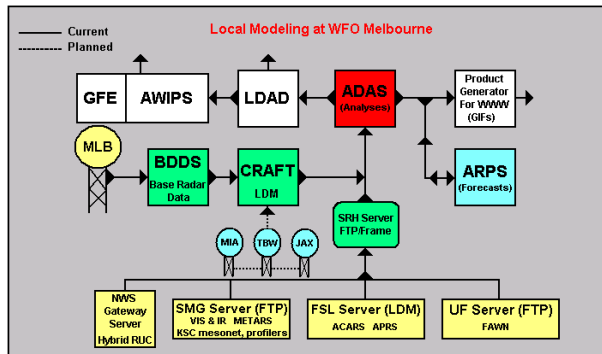 Local Modeling at WFO Melbourne
Current
Planned
GFE
AWIPS
LDAD
ADAS
(Analyses)
Product
Generator
For WWW
(GIFs)
MLB
BDDS
Base Radar
Data
CRAFT
LDM
ARPS
(Forecasts)
SRH Server
FTP/Frame
MIA
TBW
JAX
NWS
Gateway
Server
Hybrid RUC
SMG Server (FTP)
VIS & IR METARS
KSC mesonet, profilers
FSL Server (LDM)
ACARS APRS
UF Server (FTP)
FAWN